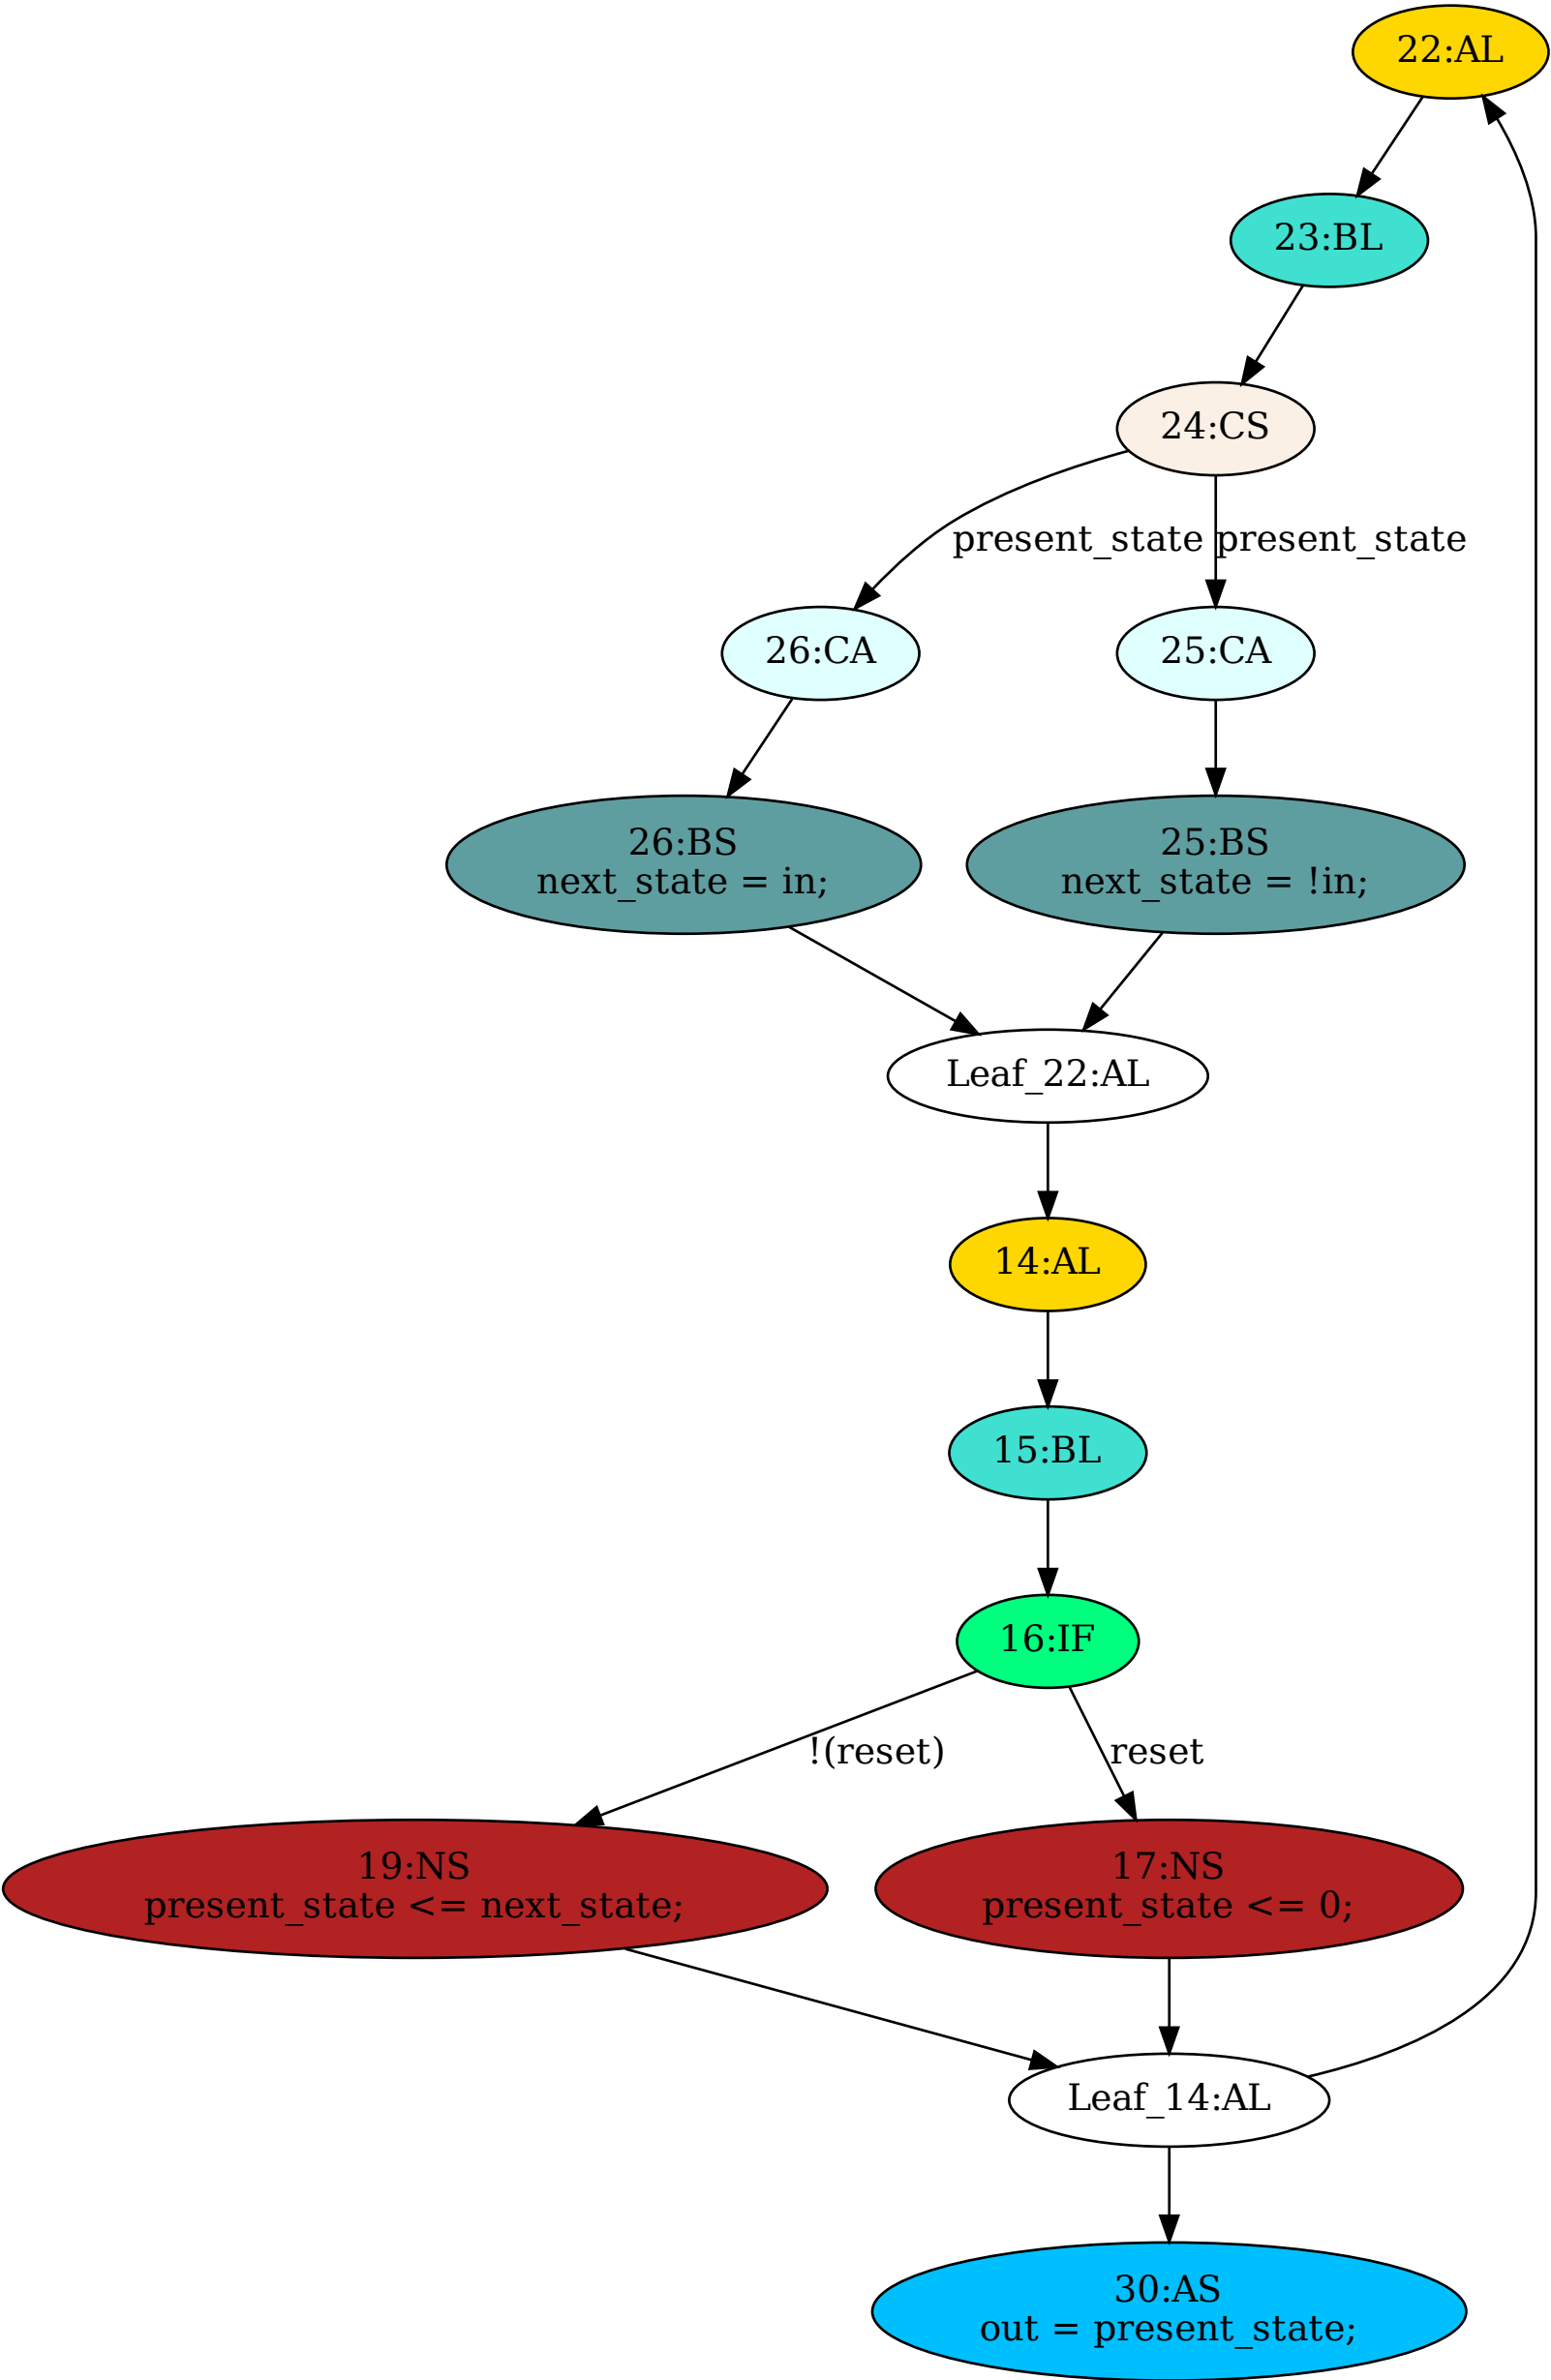 22:AL
23:BL
24:CS
present_state
present_state
26:CA
25:CA
26:BS
next_state = in;
25:BS
next_state = !in;
Leaf_22:AL
14:AL
15:BL
16:IF
!(reset)
reset
19:NS
present_state <= next_state;
17:NS
present_state <= 0;
Leaf_14:AL
30:AS
out = present_state;